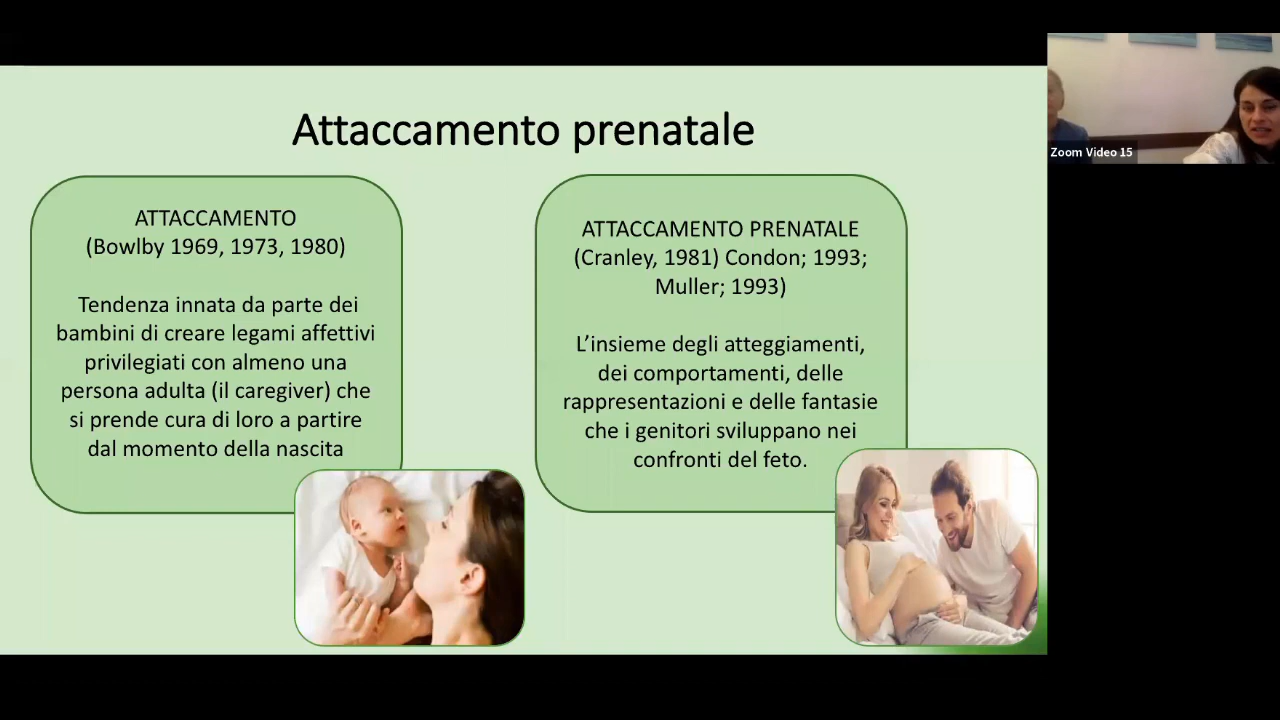 Attaccamento prenatale
ATTACCAMENTO
(Bowlby 1969, 1973, 1980)
Tendenza innata da parte dei
bambini di creare legami affettivi
privilegiati con almeno una
persona adulta (il caregiver) che
si prende cura di loro a partire
dal momento della nascita
ATTACCAMENTO PRENATALE
(Cranley, 1981) Condon; 1993;
Muller; 1993)
L’insieme degli atteggiamenti,
dei comportamenti, delle
rappresentazioni e delle fantasie
che i genitori sviluppano nei
confronti del feto.
Zoom Video 15